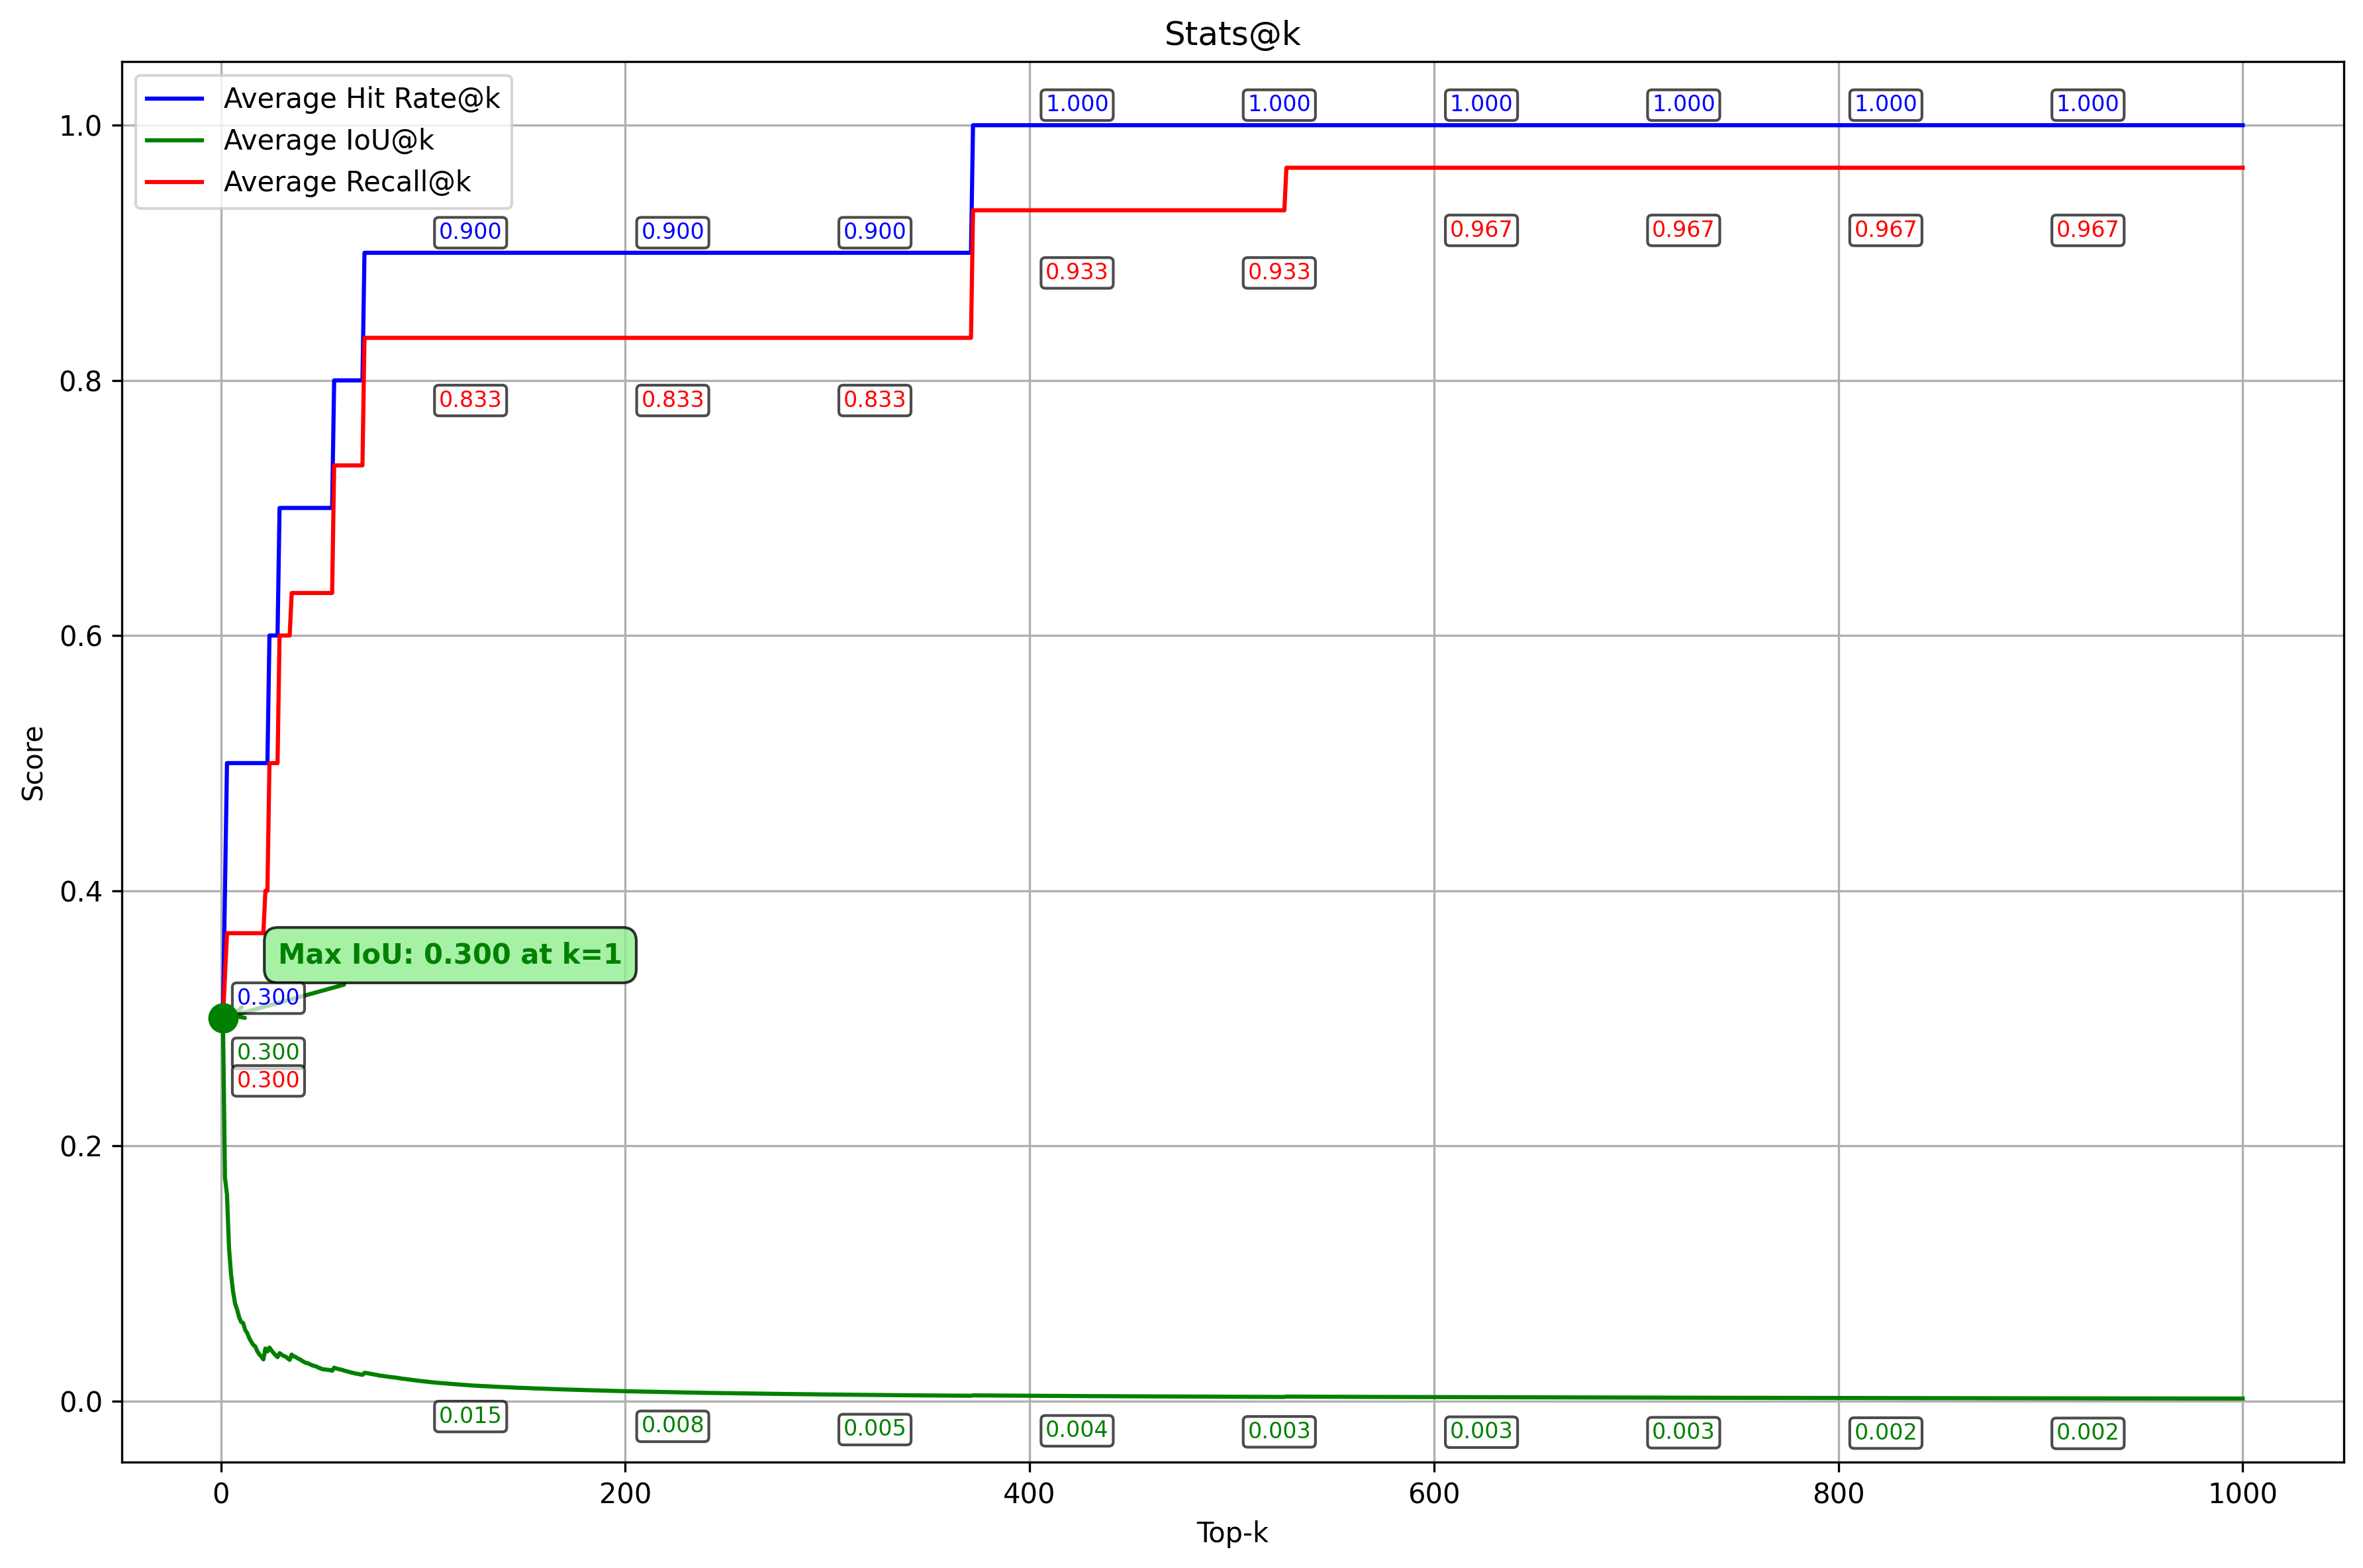 Stats@k
Average Hit Rate@k
Average IoU@k
Average Recall@k
1.000 1.000 1.000 1.000 1.000 1.000
1.0
0.900 0.900 0.900
0.967 0.967 0.967 0.967
0.933 0.933
0.8
0.833 0.833 0.833
0.6
Score
0.4
Max IoU: 0.300 at k=1
0.300
0.300
0.300
0.2
0.0
0.015 0.008 0.005 0.004 0.003 0.003 0.003 0.002 0.002
0 200 400 600 800 1000
Top-k